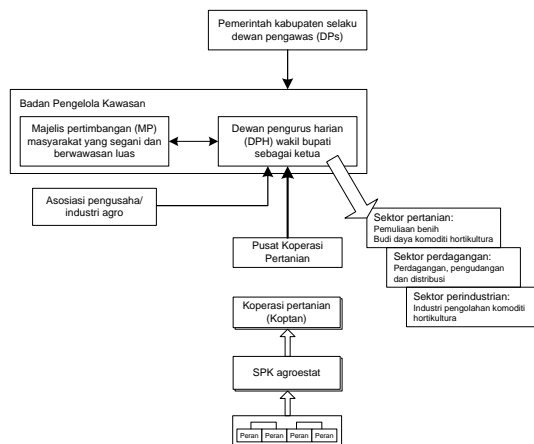 Pemerintah kabupaten selaku
dewan pengawas (DPs)
Badan Pengelola Kawasan
Majelis pertimbangan (MP)
masyarakat yang segani dan
berwawasan luas
Dewan pengurus harian
(DPH) wakil bupati
sebagai ketua
Asosiasi pengusaha/
industri agro
Pusat Koperasi
Pertanian
Sektor pertanian:
Pemuliaan benih
Budi daya komoditi hortikultura
Sektor perdagangan:
Perdagangan, pengudangan
dan distribusi
Sektor perindustrian:
Industri pengolahan komoditi
hortikultura
Koperasi pertanian
(Koptan)
SPK agroestat
Peran Peran Peran Peran